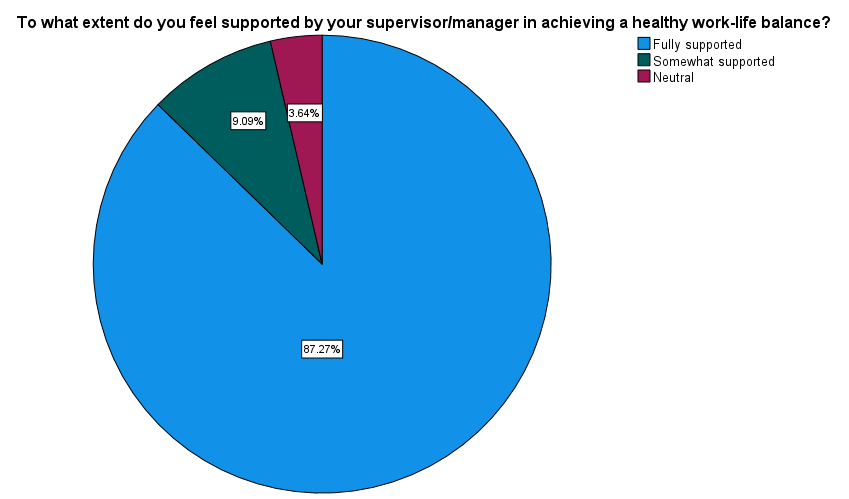 To what extent do you feel supported by your supervisor/manager in achieving a healthy work-life balance?
Fully supported
Somewhat supported
Neutral
9.09%
3.64%
87.27%